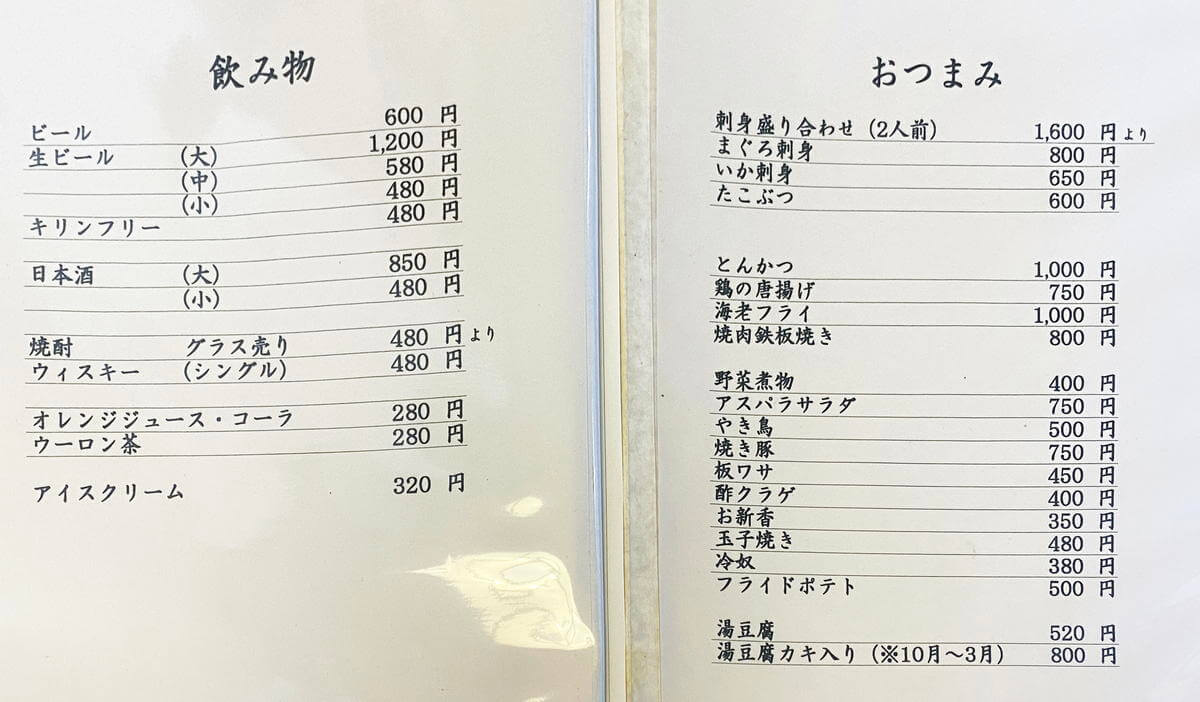 飲み物
ビール 600 円
生ビール (大) 1,200 円
(中) 580 円
(小) 480 円
キリンフリー 480 円
日本酒 (大) 850 円
(小) 480 円
焼酎 グラス売り 480 円より
ウィスキー (シングル) 480 円
オレンジジュース・コーラ 280 円
ウーロン茶 280 円
アイスクリーム 320 円
おつまみ
刺身盛り合わせ (2人前) 1,600 円より
まぐろ刺身 800 円
いか刺身 650 円
たこぶつ 600 円
とんかつ 1,000 円
鶏の唐揚げ 750 円
海老フライ 1,000 円
焼肉鉄板焼き 800 円
野菜煮物 400 円
アスパラサラダ 750 円
やき鳥 500 円
焼き豚 750 円
板ワサ 450 円
酢クラゲ 400 円
お新香 350 円
玉子焼き 480 円
冷奴 380 円
フライドポテト 500 円
湯豆腐 520 円
湯豆腐カキ入り (※10月～3月) 800 円